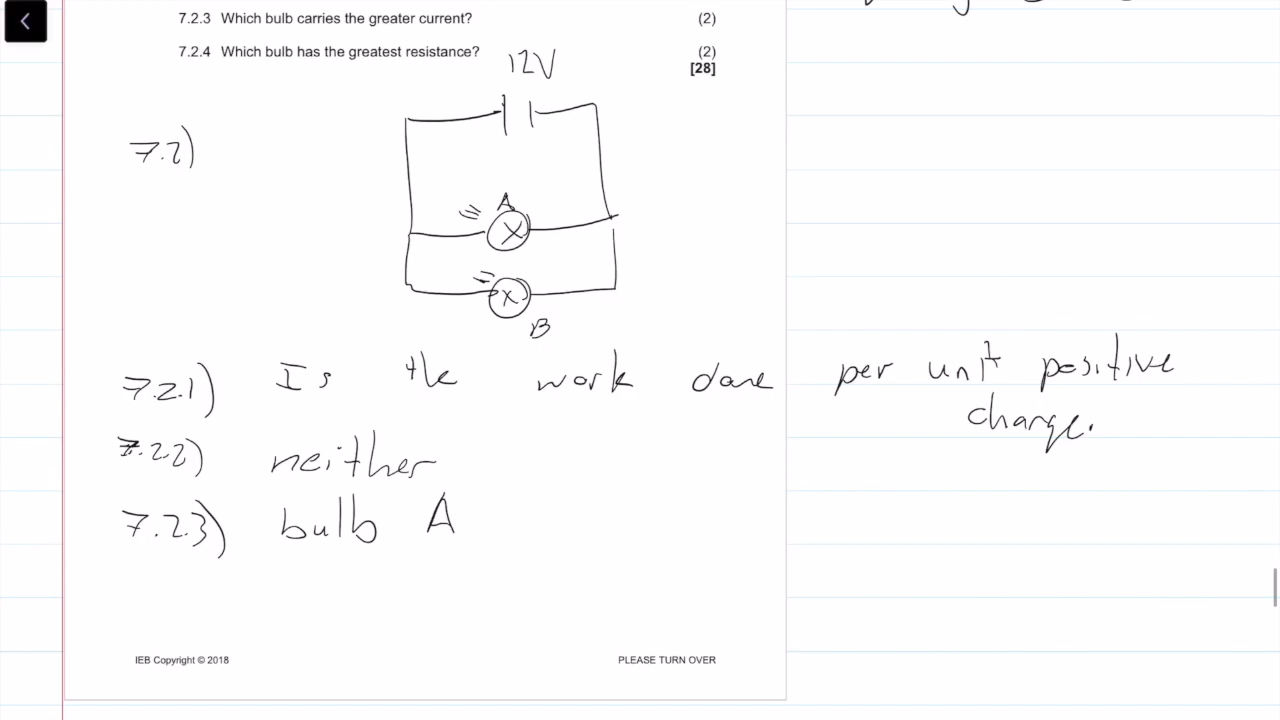 7.2.3 Which bulb carries the greater current? (2)
7.2.4 Which bulb has the greatest resistance? (2)
[28]
12V
7.2)
A
X
X
B
7.2.1) Is the work done per unit positive
charge.
7.2.2) neither
7.2.3) bulb A
IEB Copyright © 2018 PLEASE TURN OVER